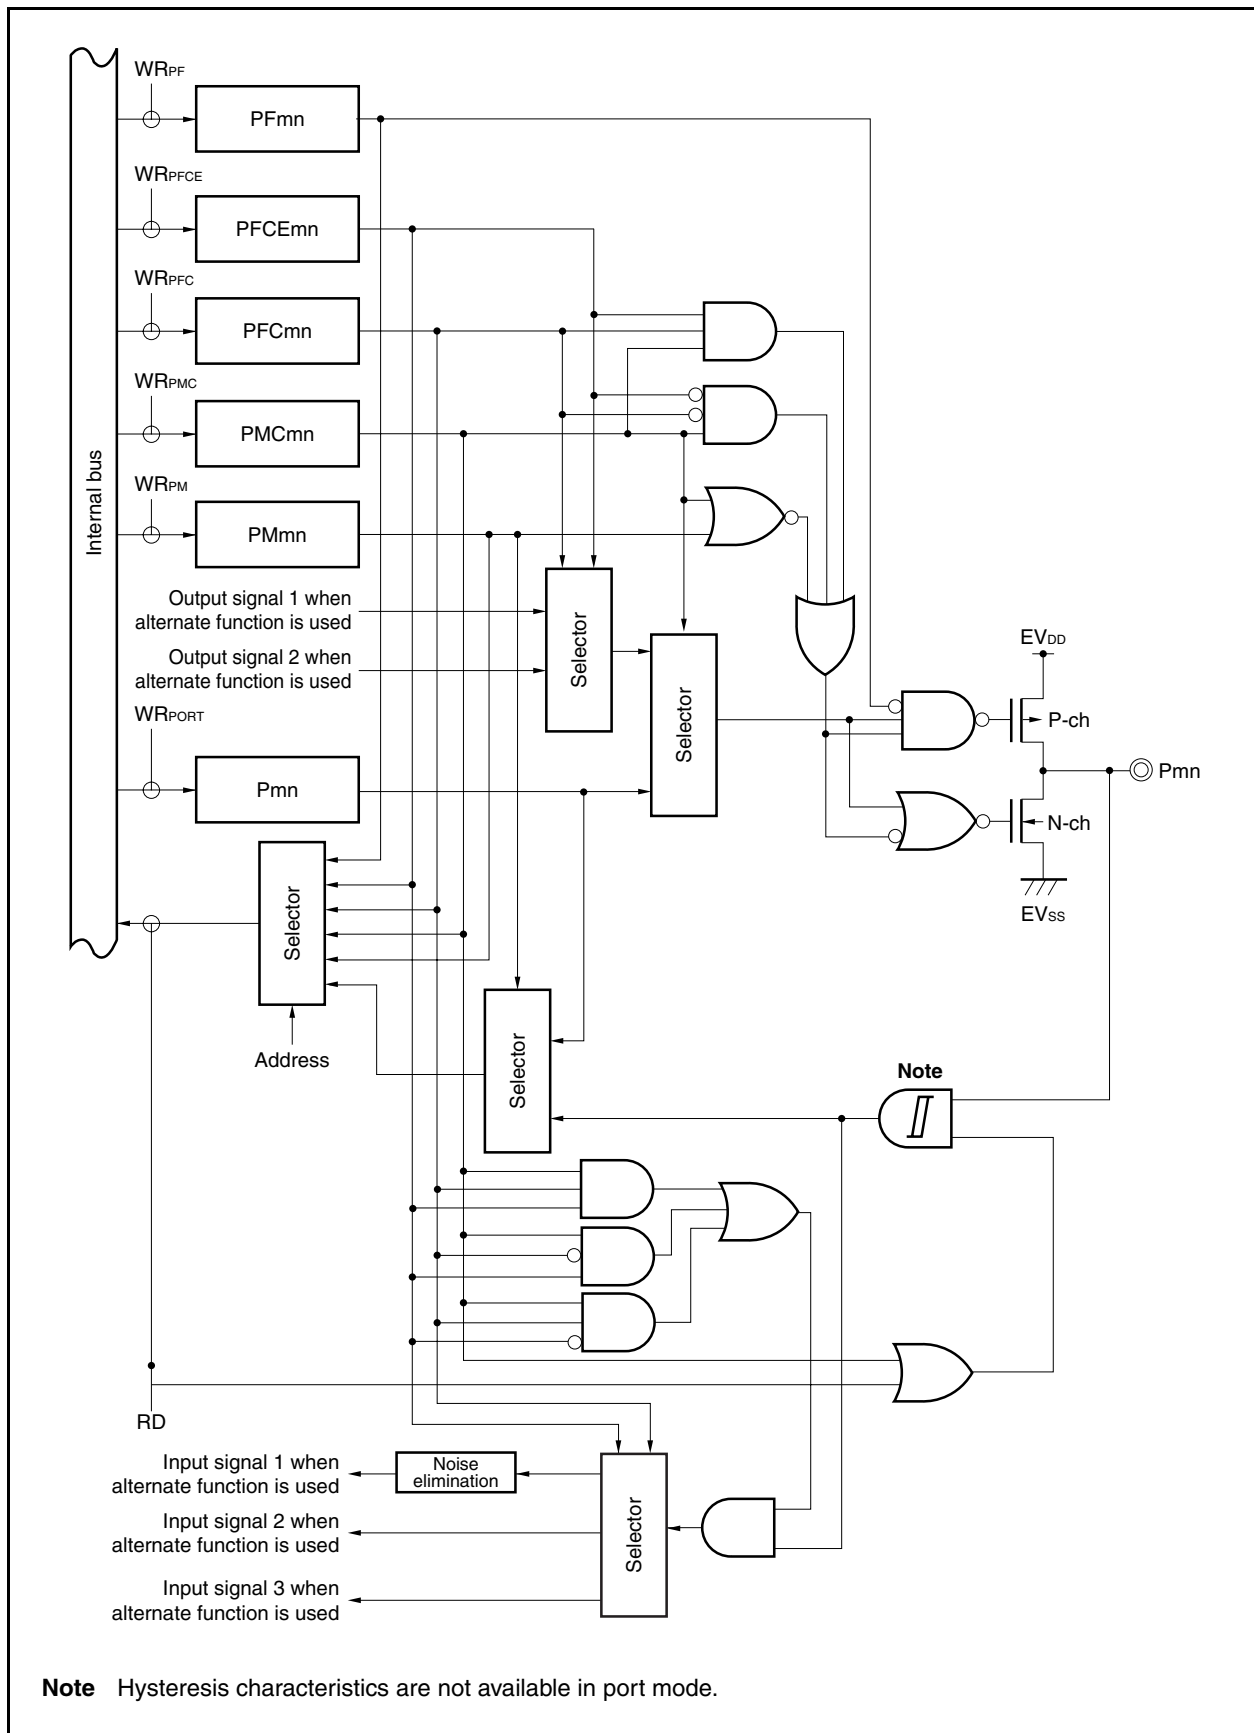 WRPF
PFmn
WRPFCE
PFCEmn
WRPFC
PFCmn
WRPMC
PMCmn
WRPM
PMmn
Internal bus
Output signal 1 when
alternate function is used
Output signal 2 when
alternate function is used
Selector
Selector
WRPORT
Pmn
EVDD
P-ch
Pmn
N-ch
EVSS
Selector
Address
Selector
Note
RD
Input signal 1 when
alternate function is used
Noise
elimination
Input signal 2 when
alternate function is used
Selector
Input signal 3 when
alternate function is used
Note Hysteresis characteristics are not available in port mode.